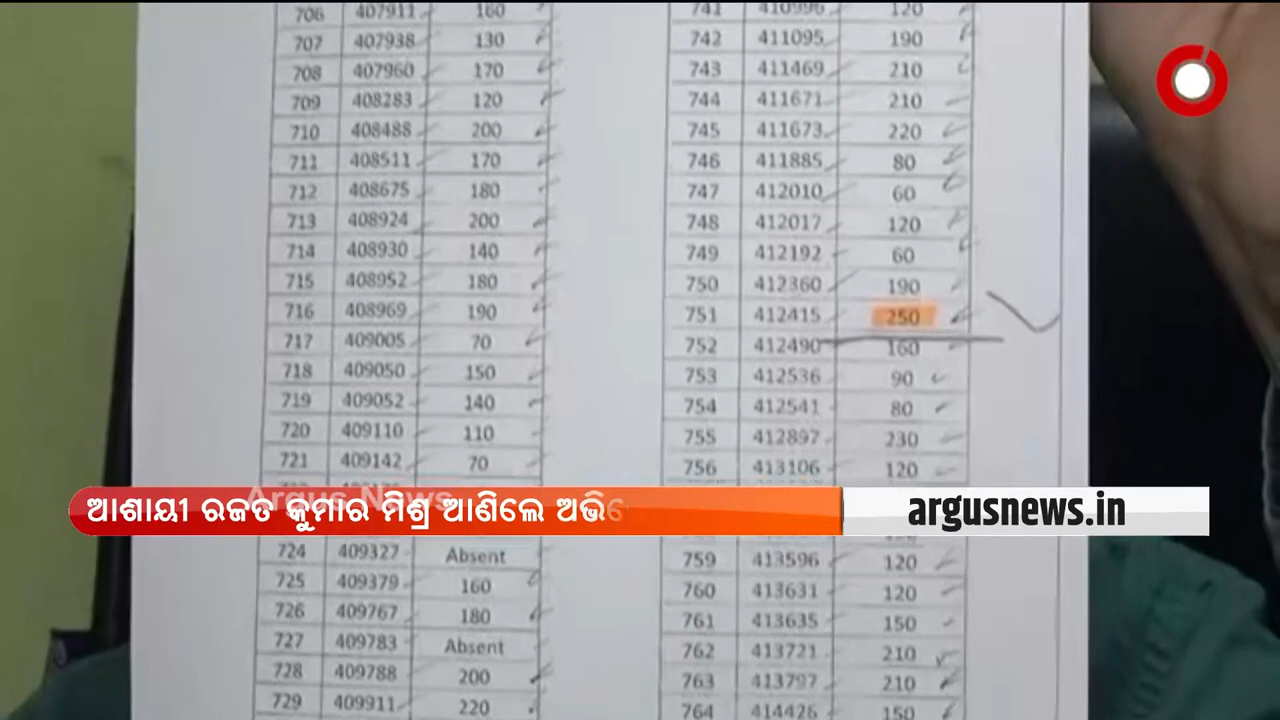 706 407911 160
707 407938 130
708 407960 170
709 408283 120
710 408488 200
711 408511 170
712 408675 180
713 408924 200
714 408930 140
715 408952 180
716 408969 190
717 409005 70
718 409050 150
719 409052 140
720 409110 110
721 409142 70
724 409327 Absent
725 409379 160
726 409767 180
727 409783 Absent
728 409788 200
729 409911 220
741 410996 120
742 411095 190
743 411469 210
744 411671 210
745 411673 220
746 411885 80
747 412010 60
748 412017 120
749 412192 60
750 412360 190
751 412415 250
752 412490 160
753 412536 90
754 412541 80
755 412897 230
756 413106 120
759 413596 120
760 413631 120
761 413635 150
762 413721 210
763 413797 210
764 414426 150
Argus News
ଆଶାୟୀ ରଜତ କୁମାର ମିଶ୍ର ଆଣିଲେ ଅଭି
argusnews.in